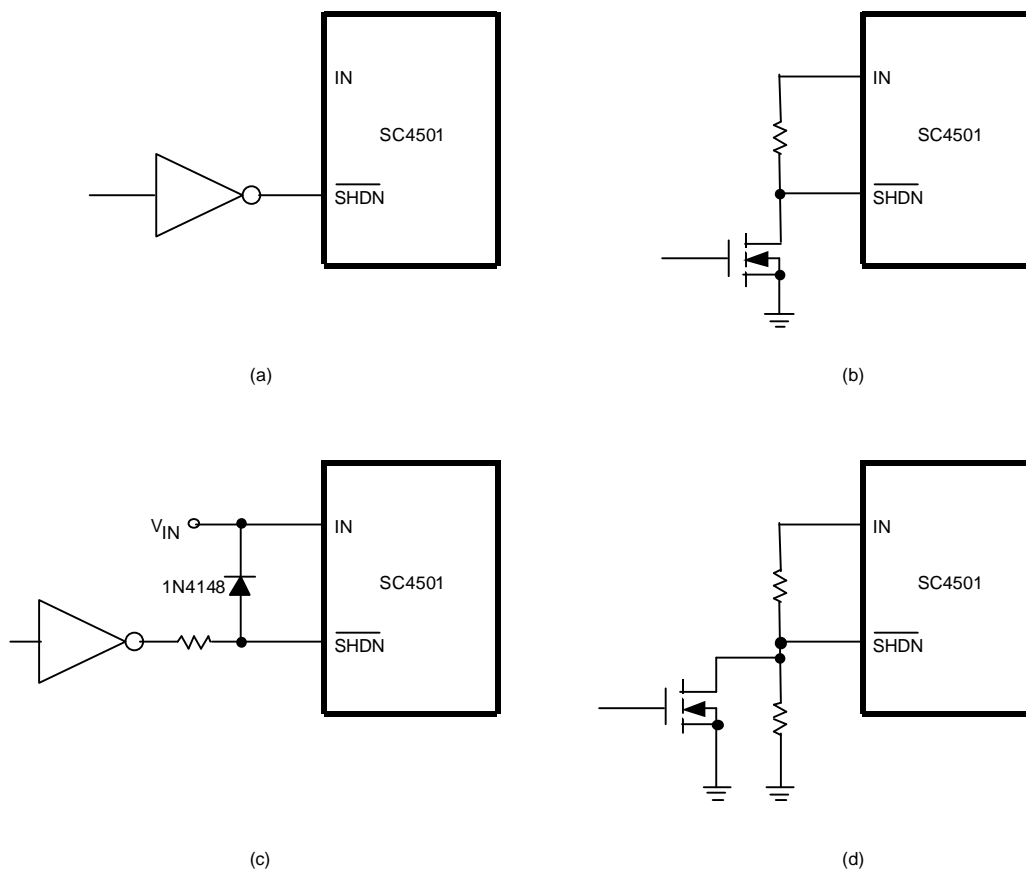 IN
SC4501
SHDN
(a)
IN
SC4501
SHDN
(b)
VIN
IN
1N4148
SC4501
SHDN
(c)
IN
SC4501
SHDN
(d)